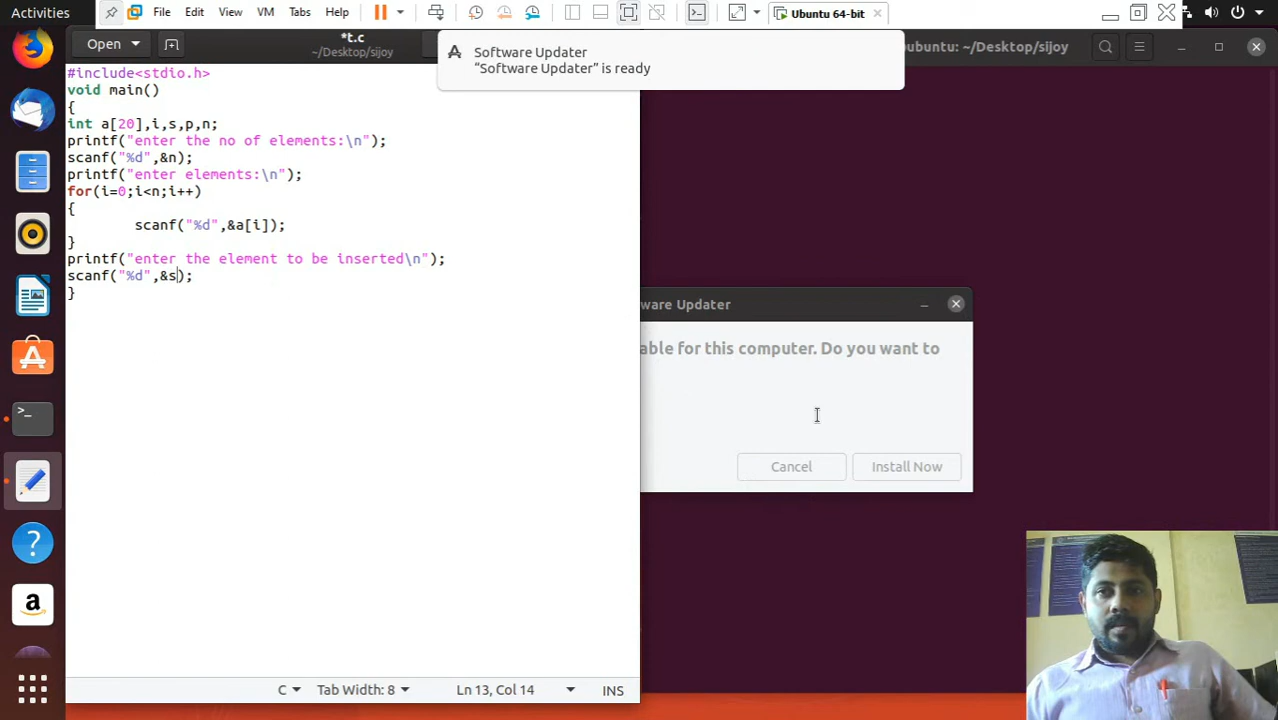 Activities
File Edit View VM Tabs Help
Ubuntu 64-bit
Open
*t.c
~/Desktop/sijoy
ubuntu: ~/Desktop/sijoy
Software Updater
“Software Updater” is ready
#include<stdio.h>
void main()
{
int a[20],i,s,p,n;
printf("enter the no of elements:\n");
scanf("%d",&n);
printf("enter elements:\n");
for(i=0;i<n;i++)
{
scanf("%d",&a[i]);
}
printf("enter the element to be inserted\n");
scanf("%d",&s);
}
ware Updater
able for this computer. Do you want to
Cancel Install Now
C Tab Width: 8 Ln 13, Col 14 INS